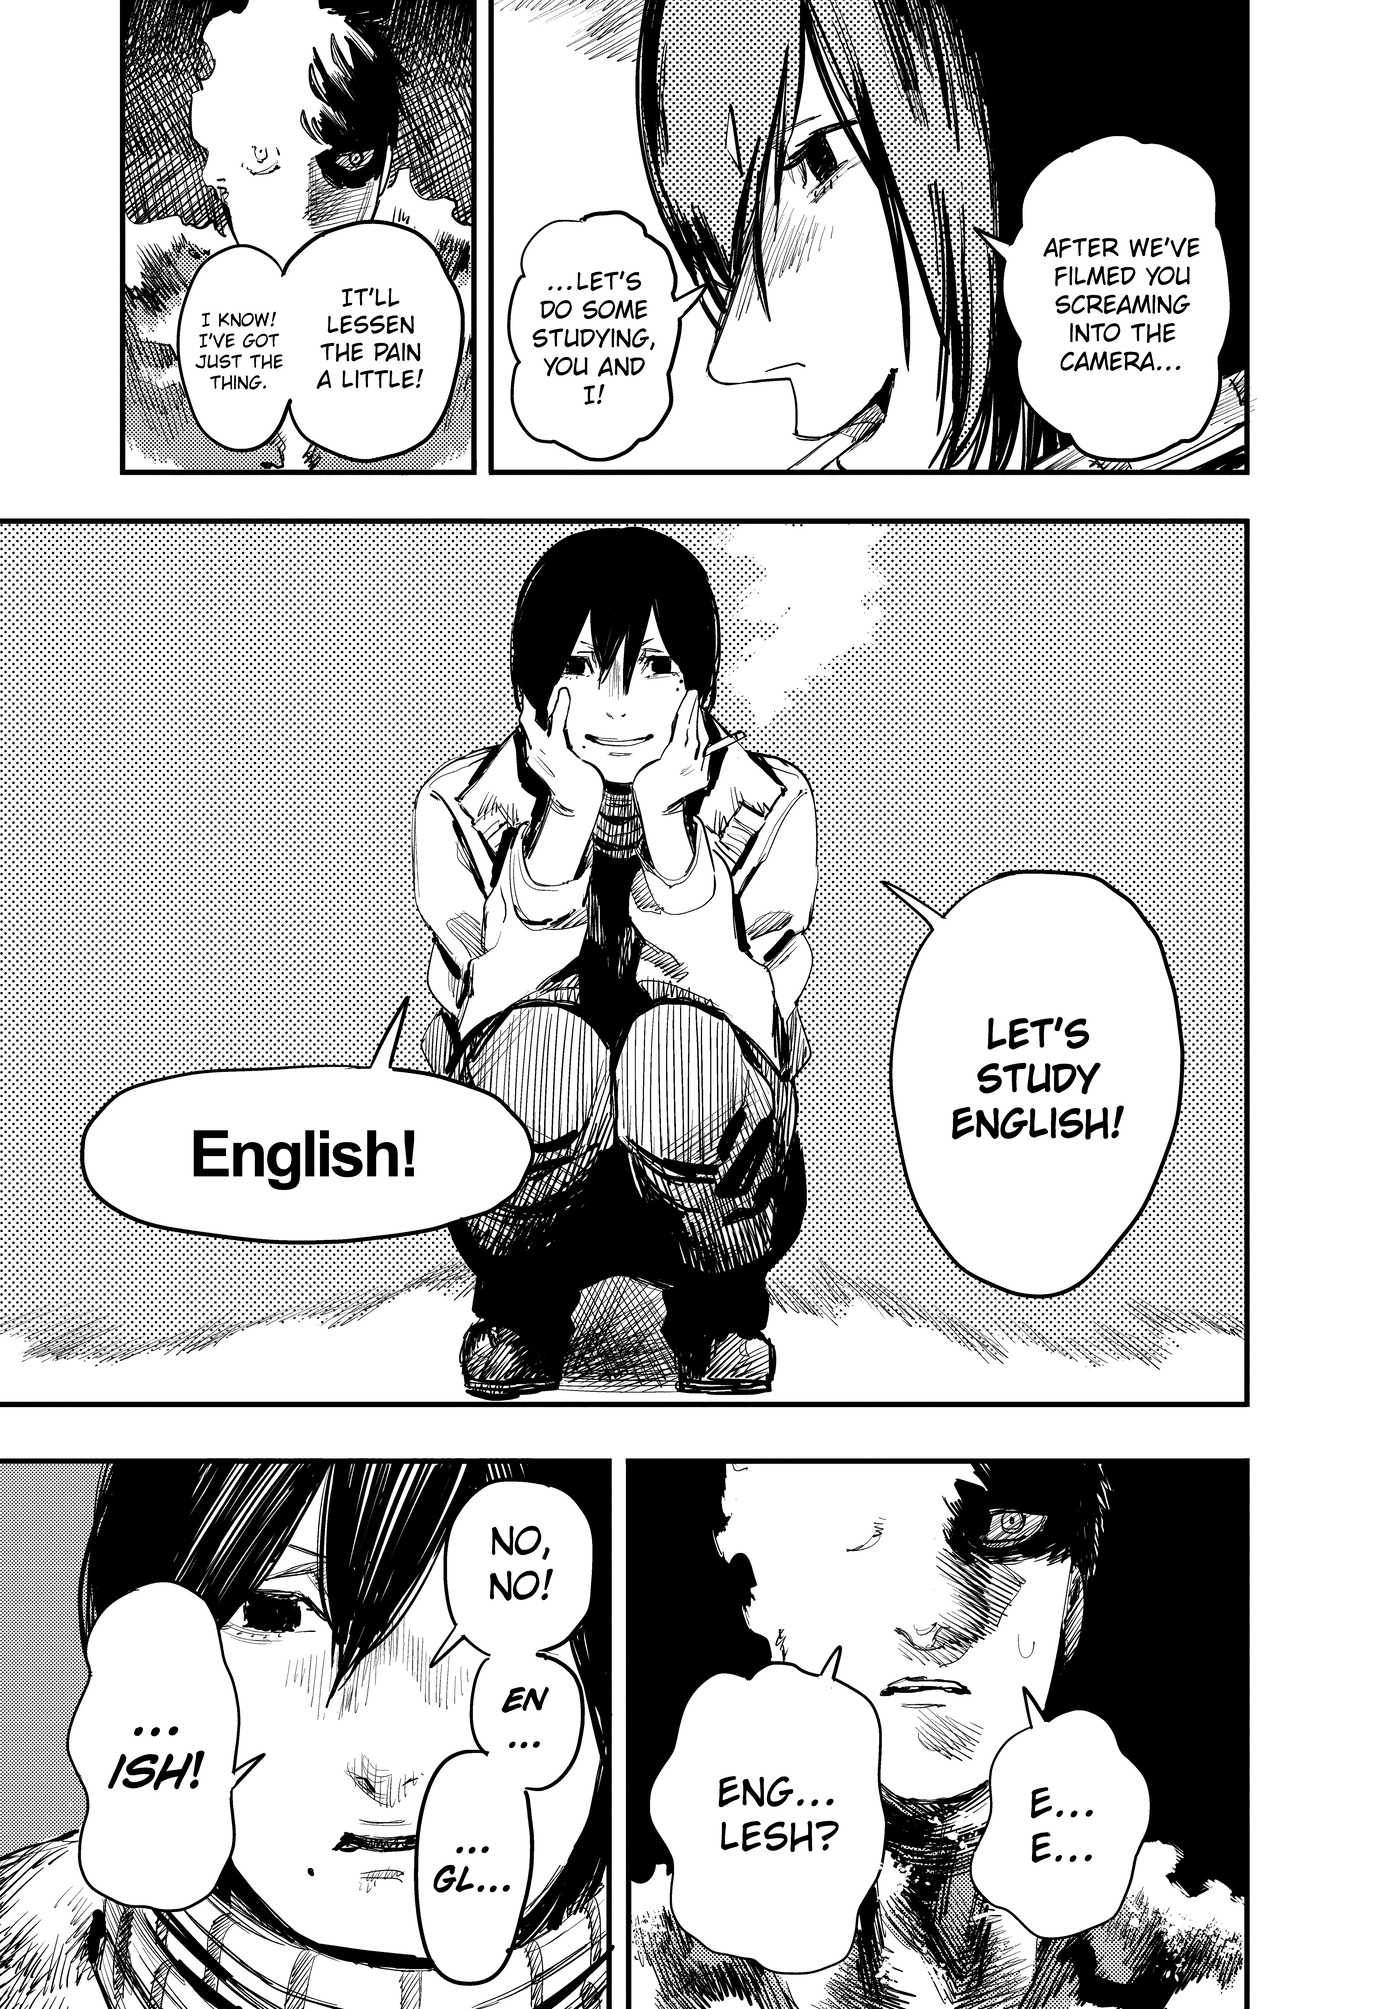 AFTER WE'VE
FILMED YOU
SCREAMING
INTO THE
CAMERA...
...LET'S
DO SOME
STUDYING,
YOU AND
I!
IT'LL
LESSEN
THE PAIN
A LITTLE!
I KNOW!
I'VE GOT
JUST THE
THING.
LET'S
STUDY
ENGLISH!
English!
E...
E...
ENG...
LESH?
NO,
NO!
EN
...
...
GL...
...
ISH!